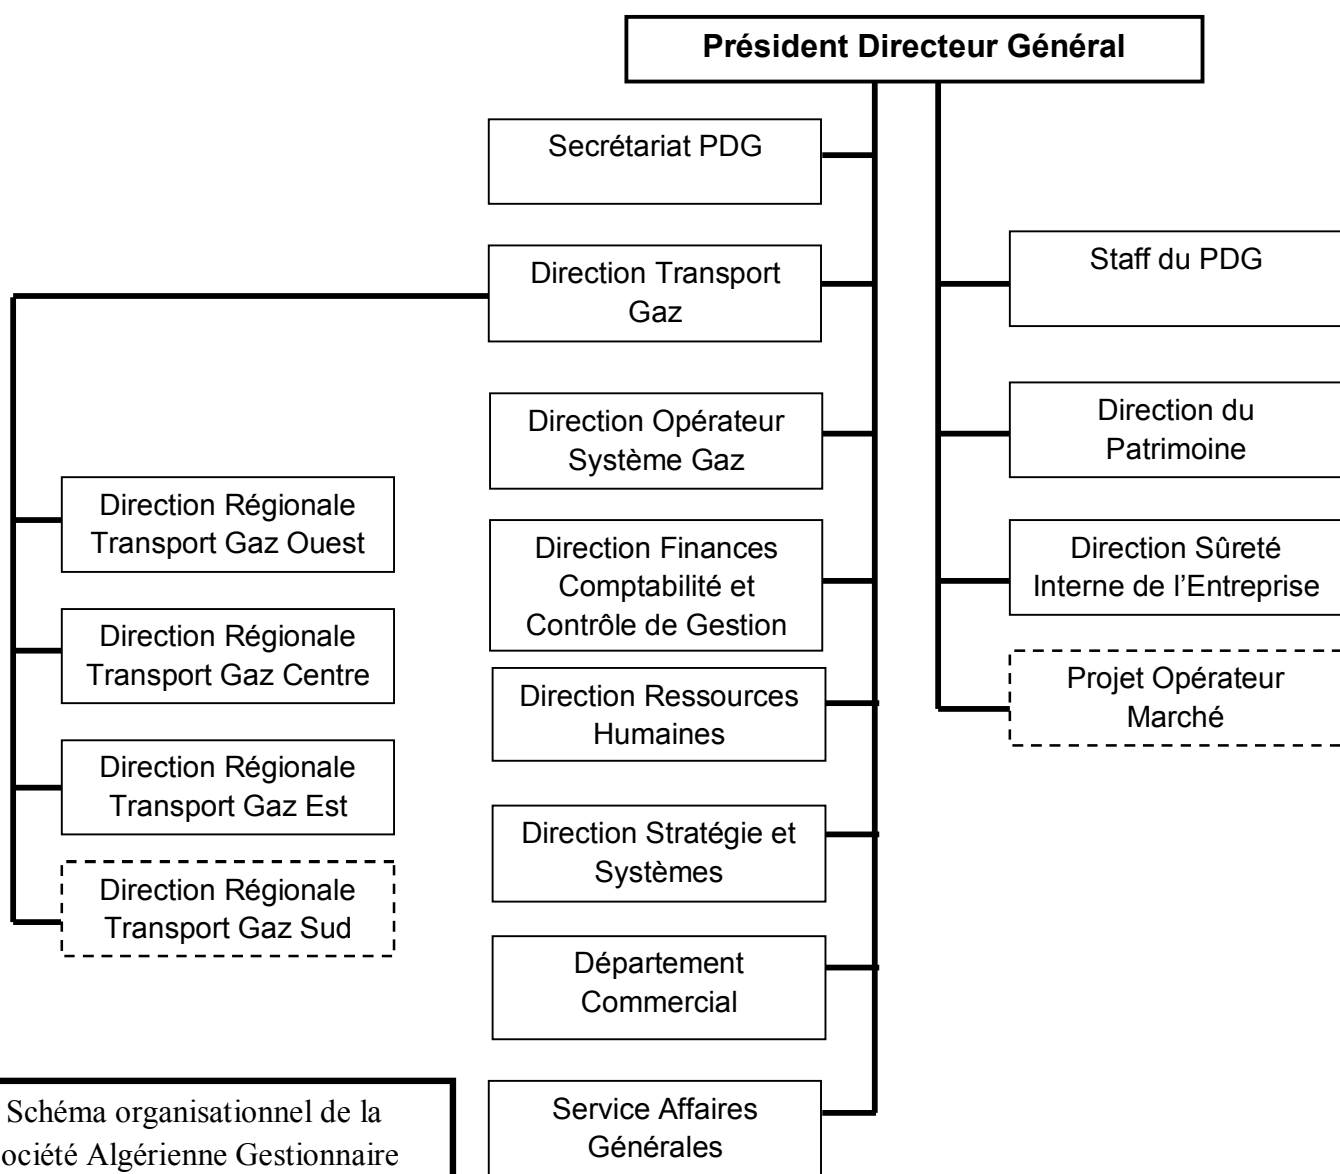 Président Directeur Général
Secrétariat PDG
Direction Transport
Gaz
Direction Opérateur
Système Gaz
Direction Finances
Comptabilité et
Contrôle de Gestion
Direction Ressources
Humaines
Direction Stratégie et
Systèmes
Département
Commercial
Service Affaires
Générales
Staff du PDG
Direction du
Patrimoine
Direction Sûreté
Interne de l’Entreprise
Projet Opérateur
Marché
Direction Régionale
Transport Gaz Ouest
Direction Régionale
Transport Gaz Centre
Direction Régionale
Transport Gaz Est
Direction Régionale
Transport Gaz Sud
Schéma organisationnel de la
ociété Algérienne Gestionnaire